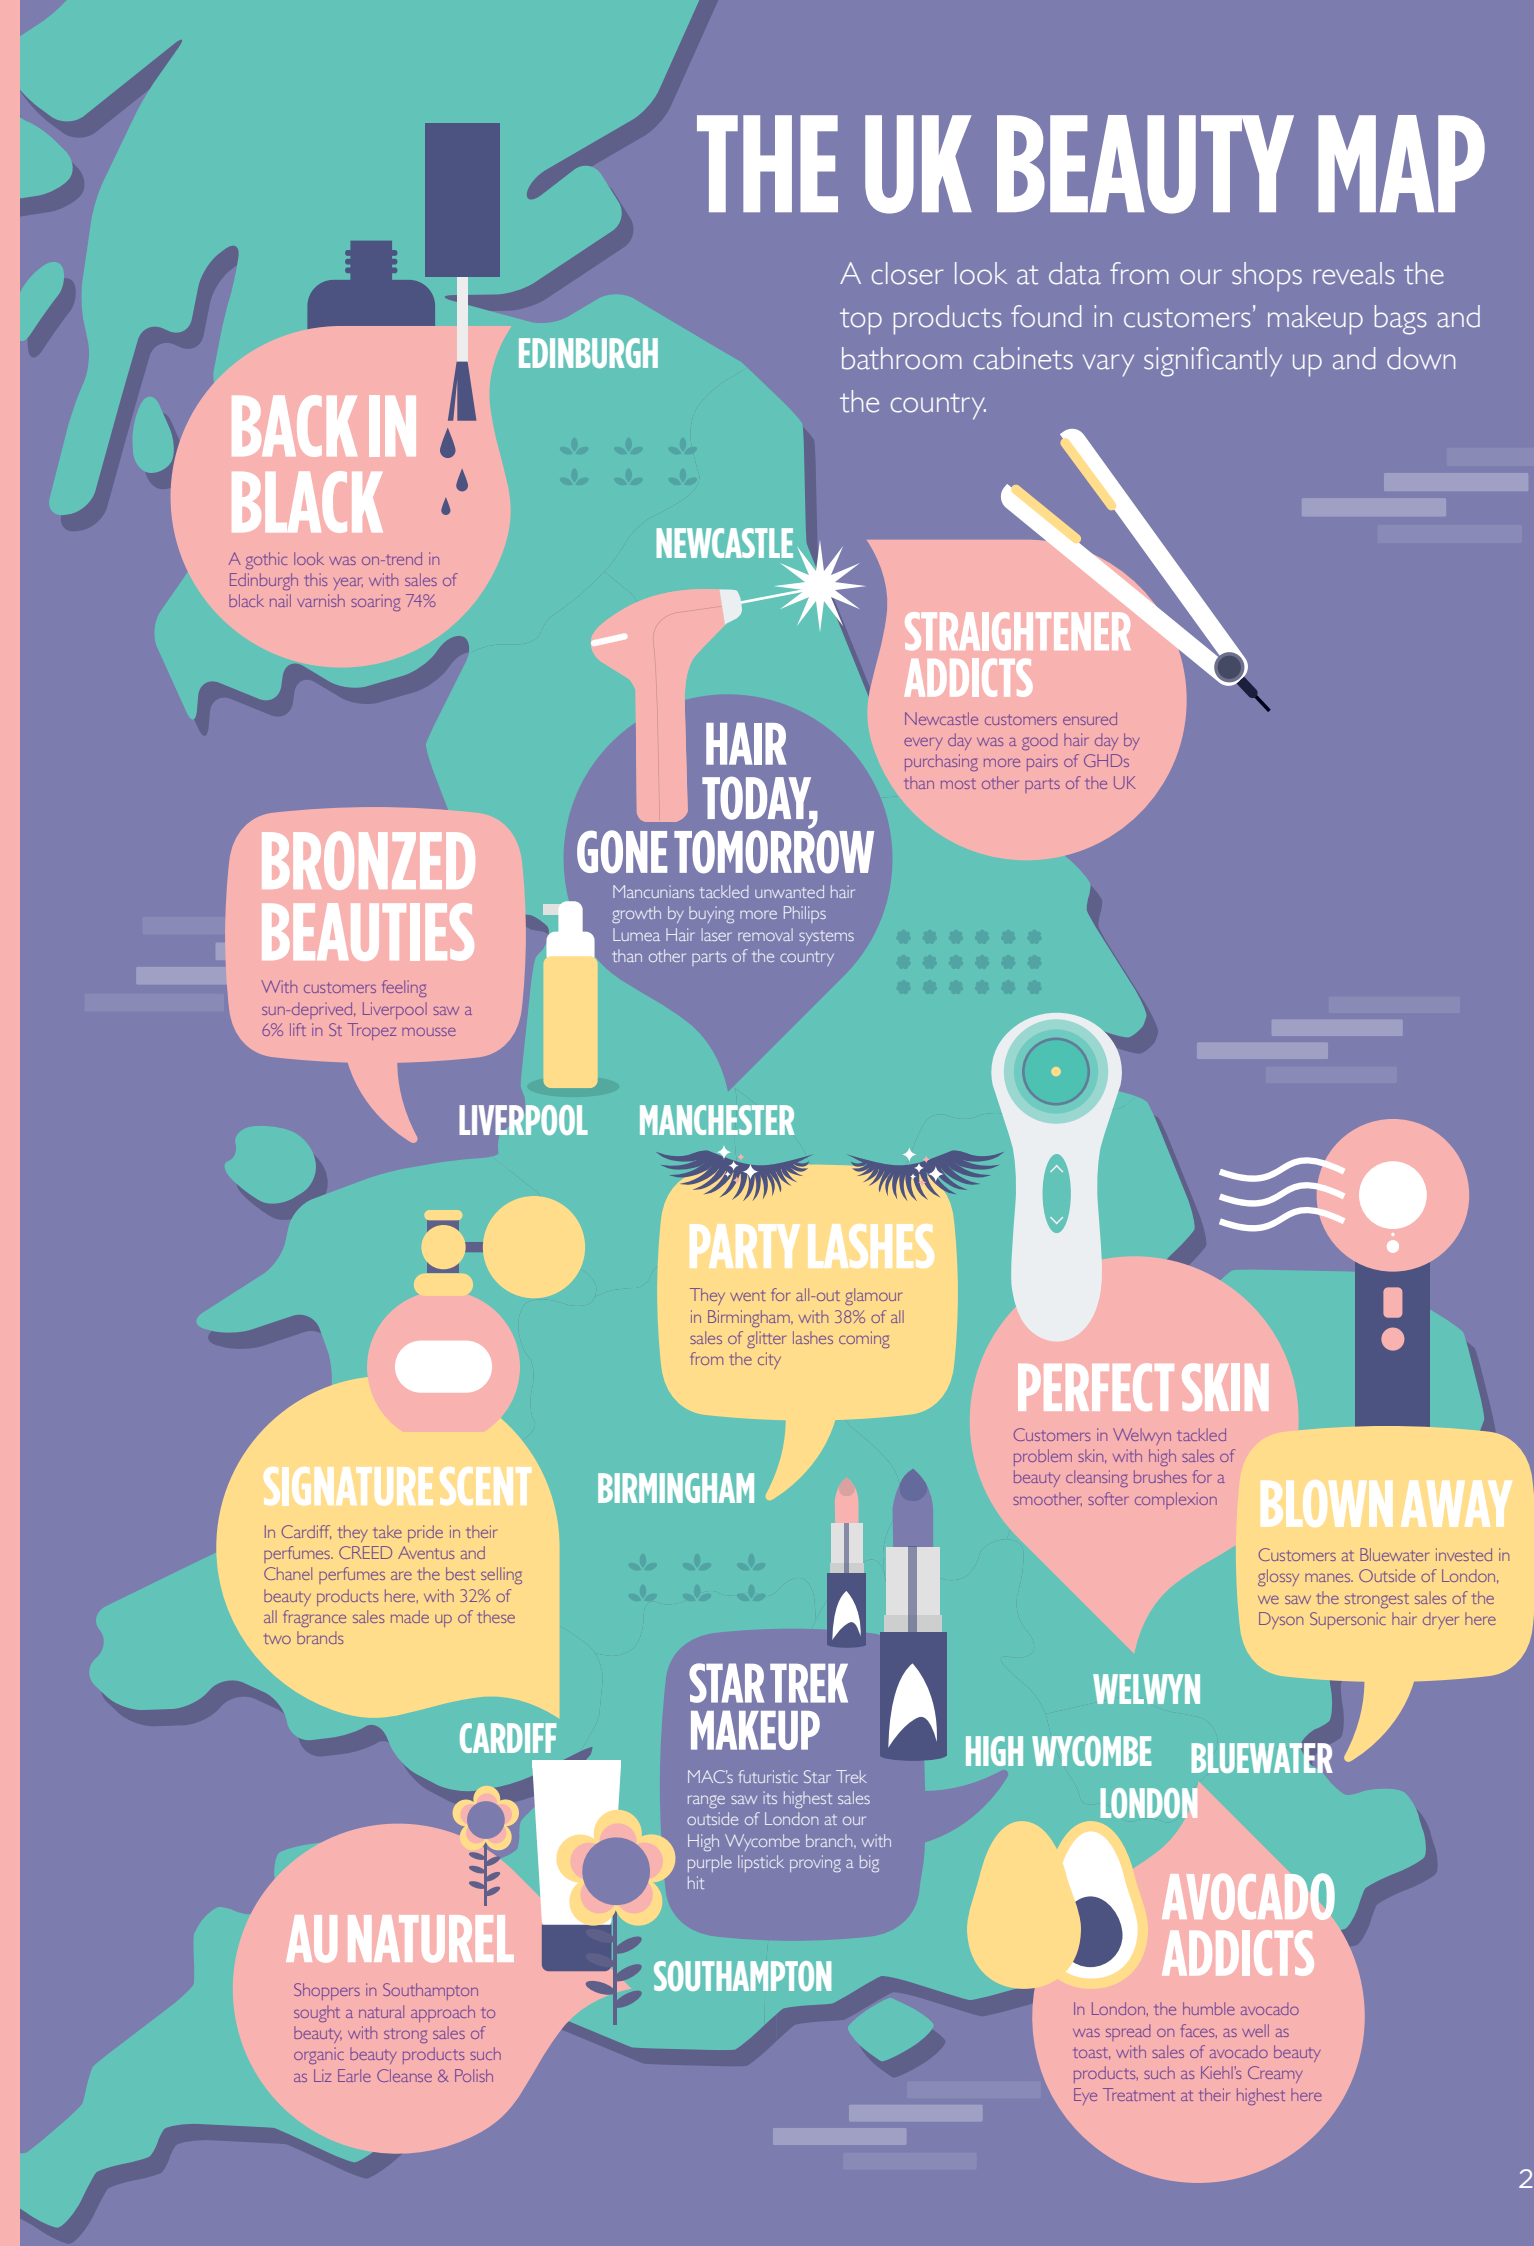 THE UK BEAUTY MAP
A closer look at data from our shops reveals the
top products found in customers’ makeup bags and
bathroom cabinets vary significantly up and down
the country.
EDINBURGH
BACK IN
BLACK
A gothic look was on-trend in
Edinburgh this year, with sales of
black nail varnish soaring 74%
NEWCASTLE
STRAIGHTENER
ADDICTS
Newcastle customers ensured
every day was a good hair day by
purchasing more pairs of GHDs
than most other parts of the UK
HAIR
TODAY,
GONE TOMORROW
Mancunians tackled unwanted hair
growth by buying more Philips
Lumea Hair laser removal systems
than other parts of the country
BRONZED
BEAUTIES
With customers feeling
sun-deprived, Liverpool saw a
6% lift in St Tropez mousse
LIVERPOOL
MANCHESTER
PARTY LASHES
They went for all-out glamour
in Birmingham, with 38% of all
sales of glitter lashes coming
from the city
BIRMINGHAM
PERFECT SKIN
Customers in Welwyn tackled
problem skin, with high sales of
beauty cleansing brushes for a
smoother, softer complexion
SIGNATURE SCENT
In Cardiff, they take pride in their
perfumes. CREED Aventus and
Chanel perfumes are the best selling
beauty products here, with 32% of
all fragrance sales made up of these
two brands
BLOWN AWAY
Customers at Bluewater invested in
glossy manes. Outside of London,
we saw the strongest sales of the
Dyson Supersonic hair dryer here
STAR TREK
MAKEUP
MAC’s futuristic Star Trek
range saw its highest sales
outside of London at our
High Wycombe branch, with
purple lipstick proving a big
hit
WELWYN
CARDIFF
HIGH WYCOMBE
BLUEWATER
LONDON
AU NATUREL
Shoppers in Southampton
sought a natural approach to
beauty, with strong sales of
organic beauty products such
as Liz Earle Cleanse & Polish
SOUTHAMPTON
AVOCADO
ADDICTS
In London, the humble avocado
was spread on faces, as well as
toast, with sales of avocado beauty
products, such as Kiehl’s Creamy
Eye Treatment at their highest here
2